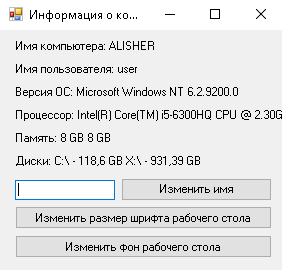 Информация о ко...
Имя компьютера: ALISHER
Имя пользователя: user
Версия ОС: Microsoft Windows NT 6.2.9200.0
Процессор: Intel(R) Core(TM) i5-6300HQ CPU @ 2.30G
Память: 8 GB 8 GB
Диски: C:\ - 118,6 GB X:\ - 931,39 GB
Изменить имя
Изменить размер шрифта рабочего стола
Изменить фон рабочего стола